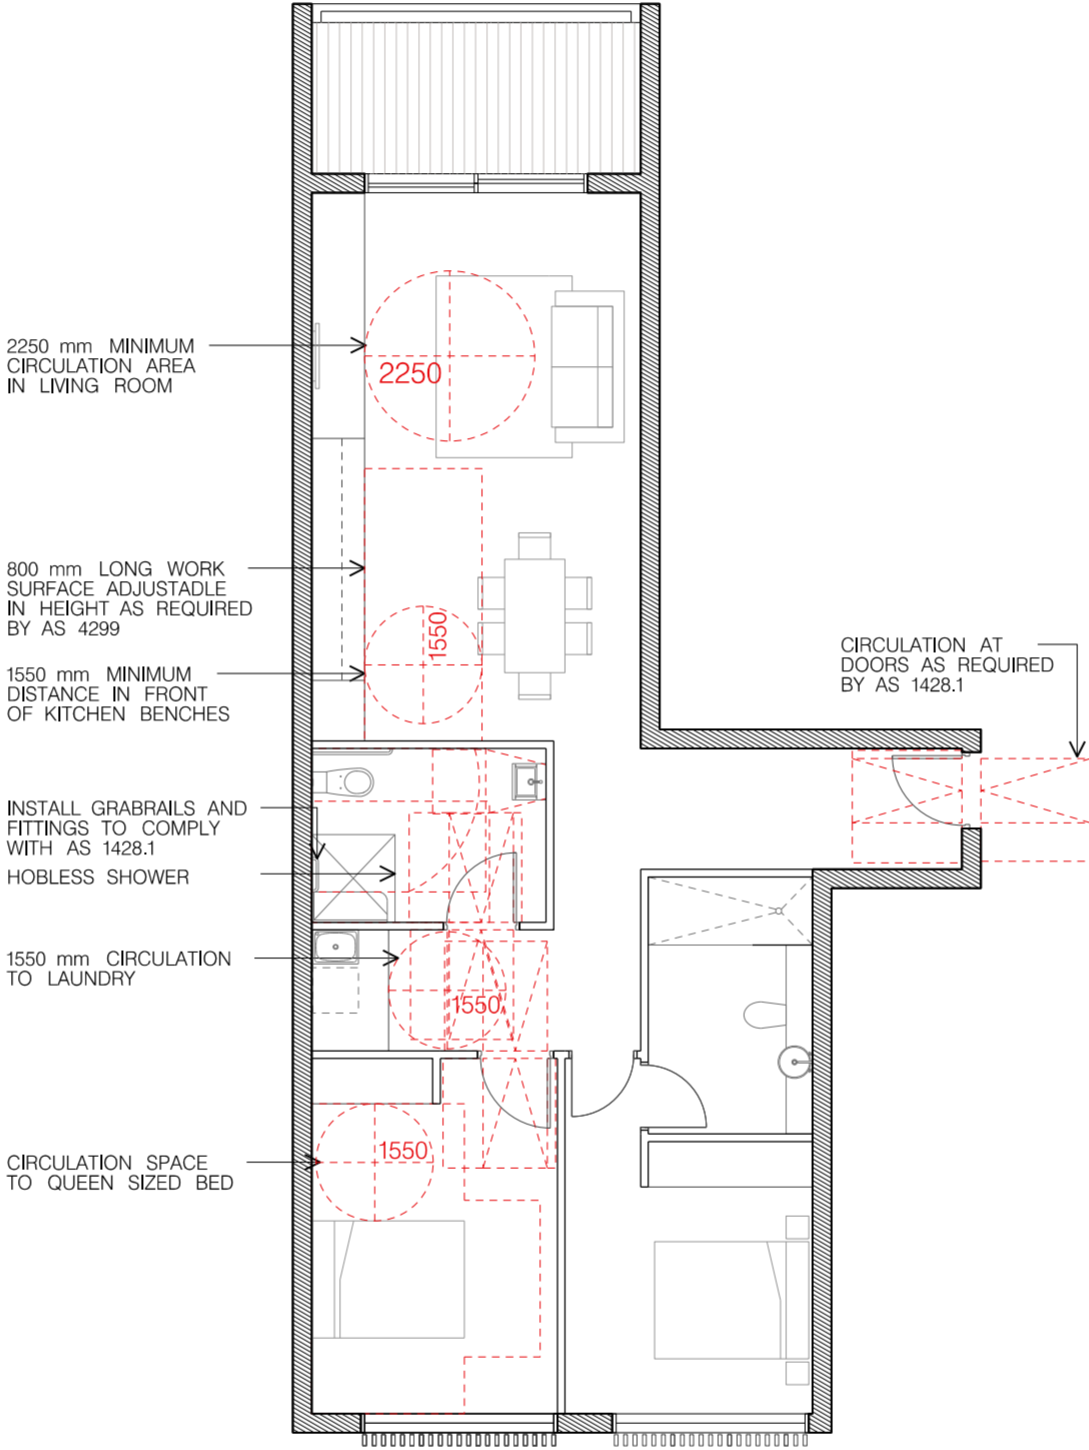 2250 mm MINIMUM
CIRCULATION AREA
IN LIVING ROOM
2250
800 mm LONG WORK
SURFACE ADJUSTABLE
IN HEIGHT AS REQUIRED
BY AS 4299
1550
1550 mm MINIMUM
DISTANCE IN FRONT
OF KITCHEN BENCHES
CIRCULATION AT
DOORS AS REQUIRED
BY AS 1428.1
INSTALL GRABRAILS AND
FITTINGS TO COMPLY
WITH AS 1428.1
HOBLESS SHOWER
1550 mm CIRCULATION
TO LAUNDRY
1550
CIRCULATION SPACE
TO QUEEN SIZED BED
1550